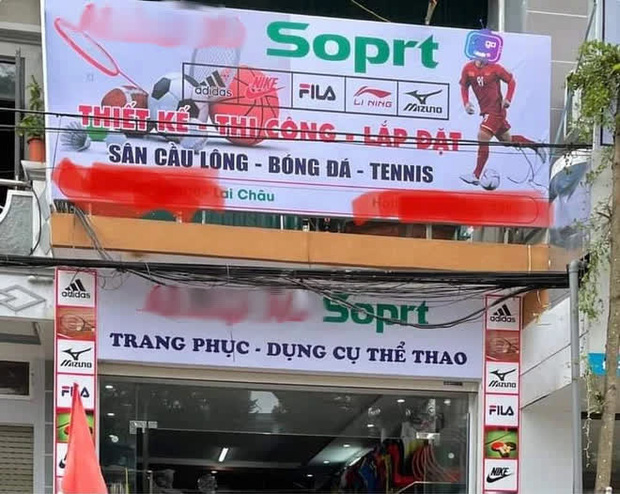 Soprt
ga
adidas NIKE FILA LI-NING MIZUNO
THIẾT KẾ - THI CÔNG - LẮP ĐẶT
SÂN CẦU LÔNG - BÓNG ĐÁ - TENNIS
- Lai Châu
Soprt
TRANG PHỤC - DỤNG CỤ THỂ THAO
adidas
MIZUNO
FILA
adidas
MIZUNO
FILA
NIKE